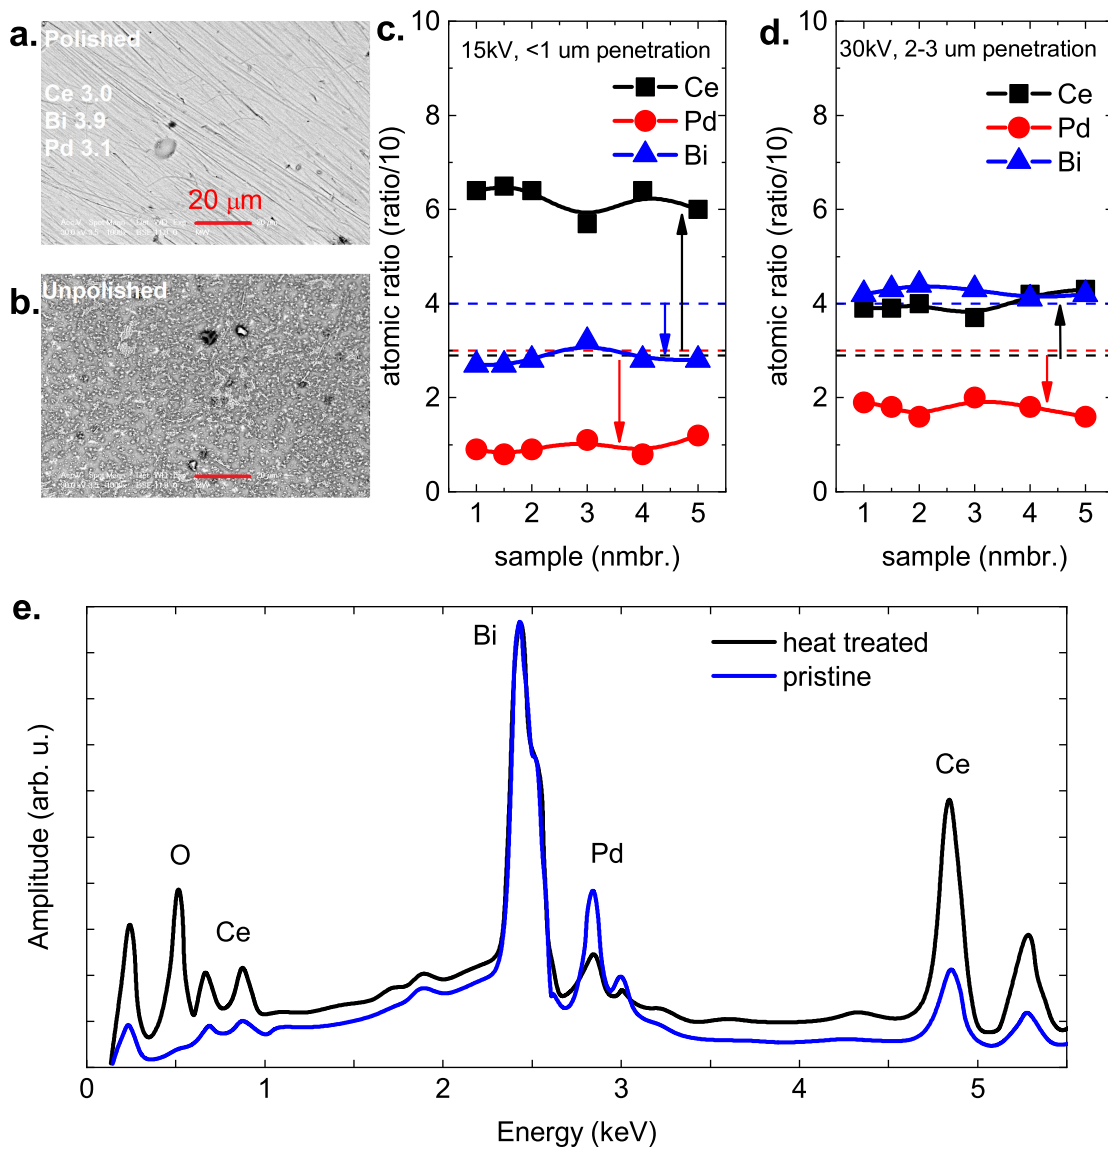 a.
Polished
Ce 3.0
Bi 3.9
Pd 3.1
20 μm
b.
Unpolished
c.
15kV, <1 um penetration
Ce
Pd
Bi
10
8
6
4
2
0
atomic ratio (ratio/10)
1 2 3 4 5
sample (nmbr.)
d.
30kV, 2-3 um penetration
Ce
Pd
Bi
10
8
6
4
2
0
atomic ratio (ratio/10)
1 2 3 4 5
sample (nmbr.)
e.
heat treated
pristine
Bi
O
Ce
Pd
Ce
Amplitude (arb. u.)
0 1 2 3 4 5
Energy (keV)